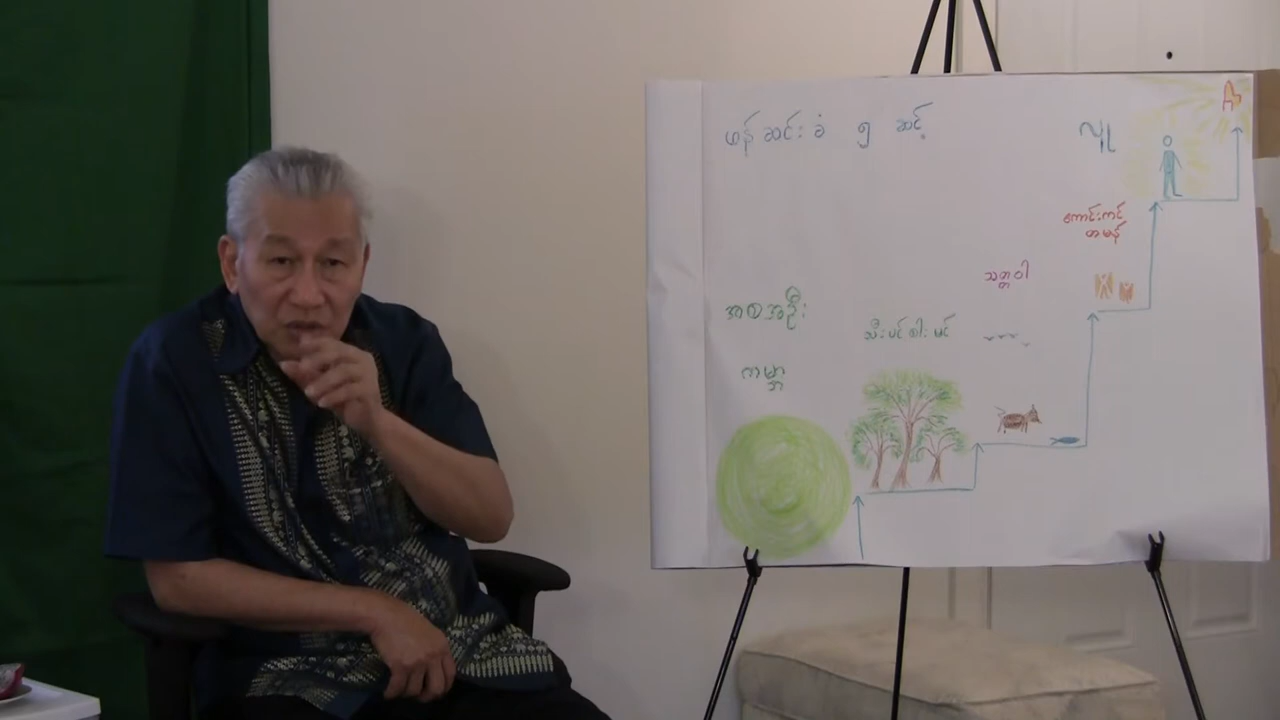 ဖန်ဆင်းခံ ၅ ဆင့်
လူ
ကောင်းကင်
တမန်
သတ္တဝါ
အစအဦး
သီးပင်စါးပင်
ကမ္ဘာ